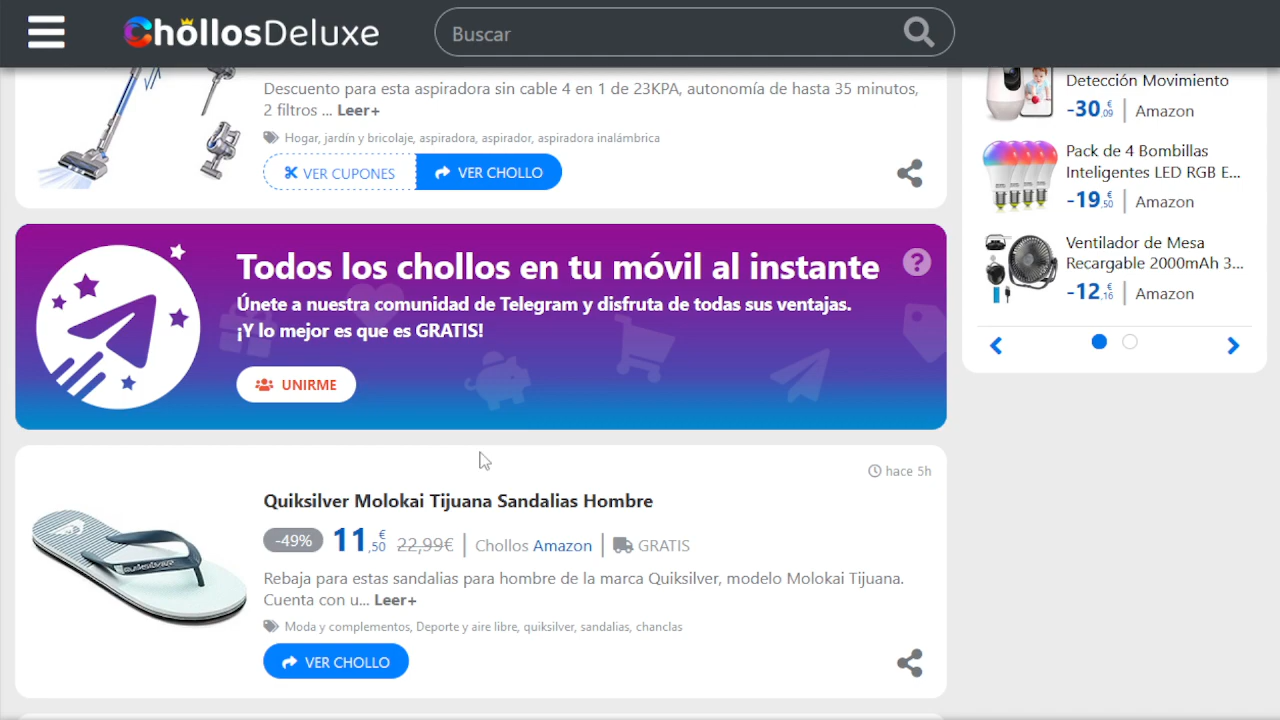 ChollosDeluxe
Buscar
Descuento para esta aspiradora sin cable 4 en 1 de 23KPA, autonomía de hasta 35 minutos,
2 filtros ... Leer+
Hogar, jardín y bricolaje, aspiradora, aspirador, aspiradora inalámbrica
VER CUPONES
VER CHOLLO
Todos los chollos en tu móvil al instante
?
Únete a nuestra comunidad de Telegram y disfruta de todas sus ventajas.
¡Y lo mejor es que es GRATIS!
UNIRME
hace 5h
Quiksilver Molokai Tijuana Sandalias Hombre
-49% 11,50€ 22,99€ | Chollos Amazon | GRATIS
Rebaja para estas sandalias para hombre de la marca Quiksilver, modelo Molokai Tijuana.
Cuenta con u... Leer+
Moda y complementos, Deporte y aire libre, quiksilver, sandalias, chanclas
VER CHOLLO
Detección Movimiento
-30,09€ | Amazon
Pack de 4 Bombillas
Inteligentes LED RGB E...
-19,50€ | Amazon
Ventilador de Mesa
Recargable 2000mAh 3...
-12,16€ | Amazon